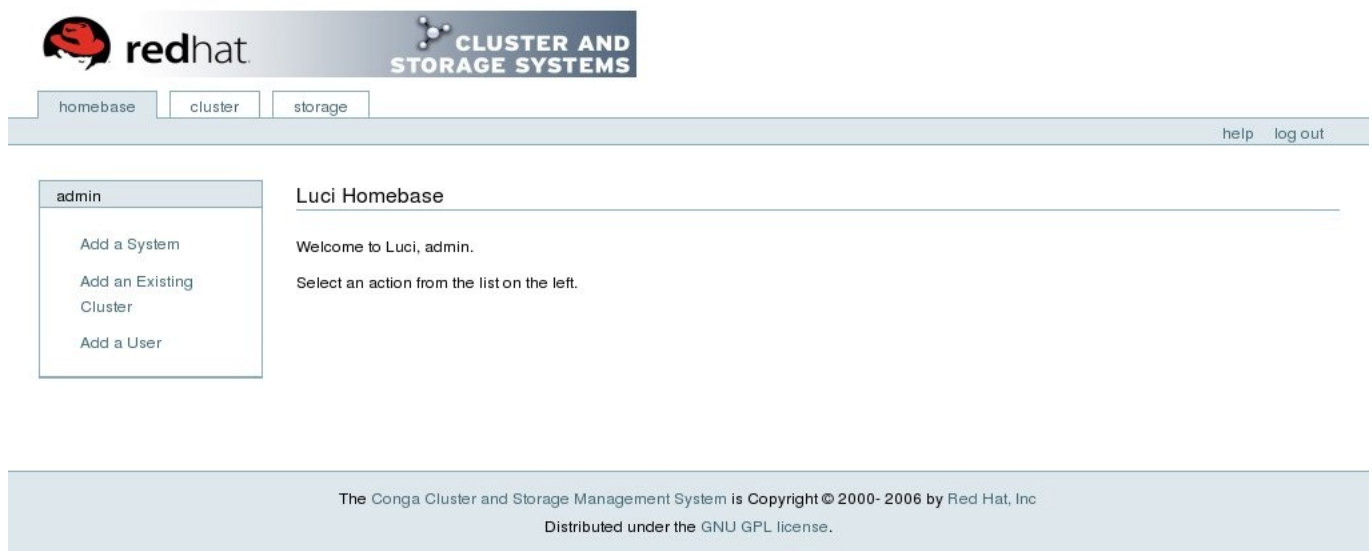 redhat.
CLUSTER AND
STORAGE SYSTEMS
homebase cluster storage
help log out
admin
Add a System
Add an Existing
Cluster
Add a User
Luci Homebase
Welcome to Luci, admin.
Select an action from the list on the left.
The Conga Cluster and Storage Management System is Copyright © 2000- 2006 by Red Hat, Inc
Distributed under the GNU GPL license.